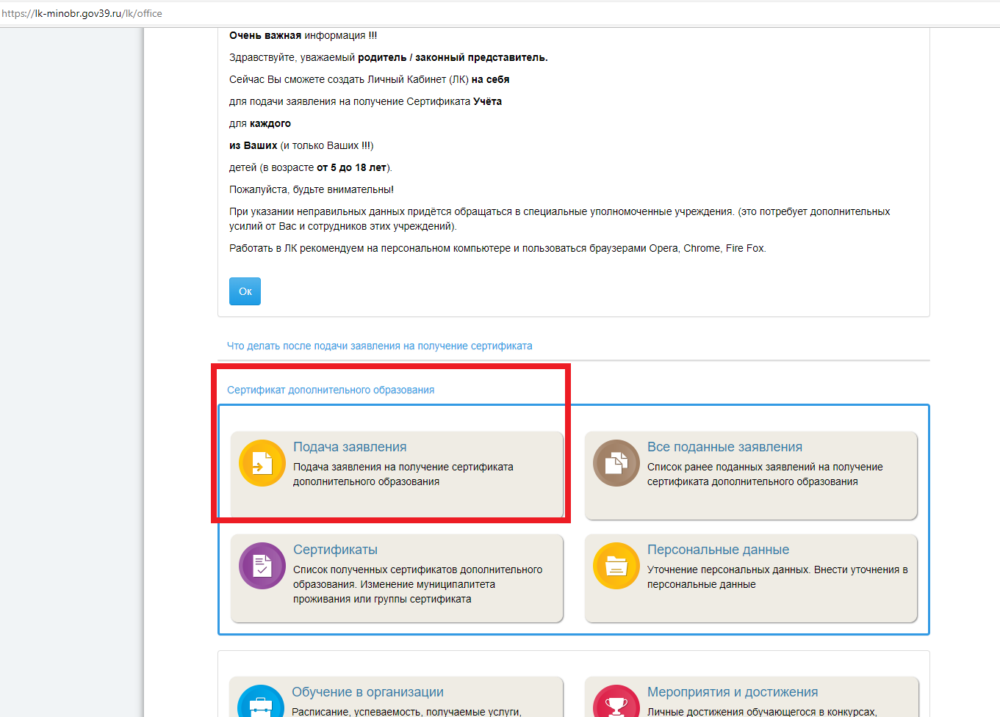 https://lk-minobr.gov39.ru/lk/office
Очень важная информация !!!
Здравствуйте, уважаемый родитель / законный представитель.
Сейчас Вы сможете создать Личный Кабинет (ЛК) на себя
для подачи заявления на получение Сертификата Учёта
для каждого
из Ваших (и только Ваших !!!)
детей (в возрасте от 5 до 18 лет).
Пожалуйста, будьте внимательны!
При указании неправильных данных придётся обращаться в специальные уполномоченные учреждения. (это потребует дополнительных
усилий от Вас и сотрудников этих учреждений).
Работать в ЛК рекомендуем на персональном компьютере и пользоваться браузерами Opera, Chrome, Fire Fox.
Ок
Что делать после подачи заявления на получение сертификата
Сертификат дополнительного образования
Подача заявления
Подача заявления на получение сертификата
дополнительного образования
Все поданные заявления
Список ранее поданных заявлений на получение
сертификата дополнительного образования
Сертификаты
Список полученных сертификатов дополнительного
образования. Изменение муниципалитета
проживания или группы сертификата
Персональные данные
Уточнение персональных данных. Внести уточнения в
персональные данные
Обучение в организации
Расписание, успеваемость, получаемые услуги,
Мероприятия и достижения
Личные достижения обучающегося в конкурсах,